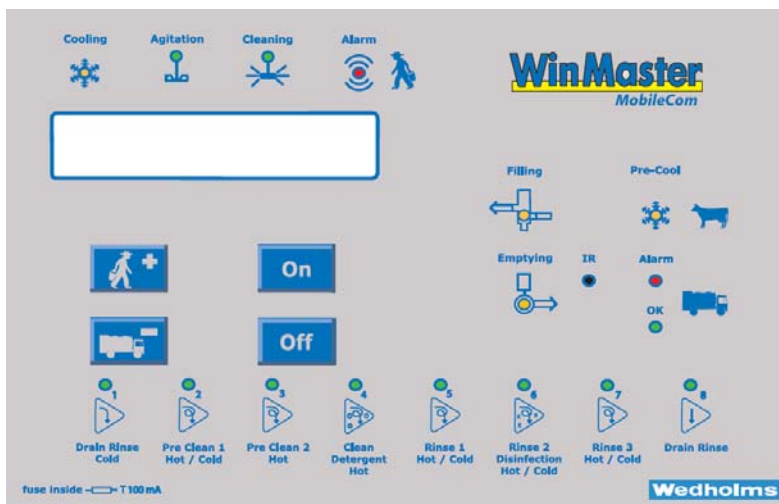 Cooling Agitation Cleaning Alarm
WinMaster
MobileCom
Filling Pre-Cool
Emptying IR Alarm
On
OK
Off
1 2 3 4 5 6 7 8
Drain Rinse Pre Clean 1 Pre Clean 2 Clean Rinse 1 Rinse 2 Rinse 3 Drain Rinse
Cold Hot / Cold Hot Detergent Hot / Cold Disinfection Hot / Cold
Hot Hot / Cold
fuse inside T100mA
Wedholms